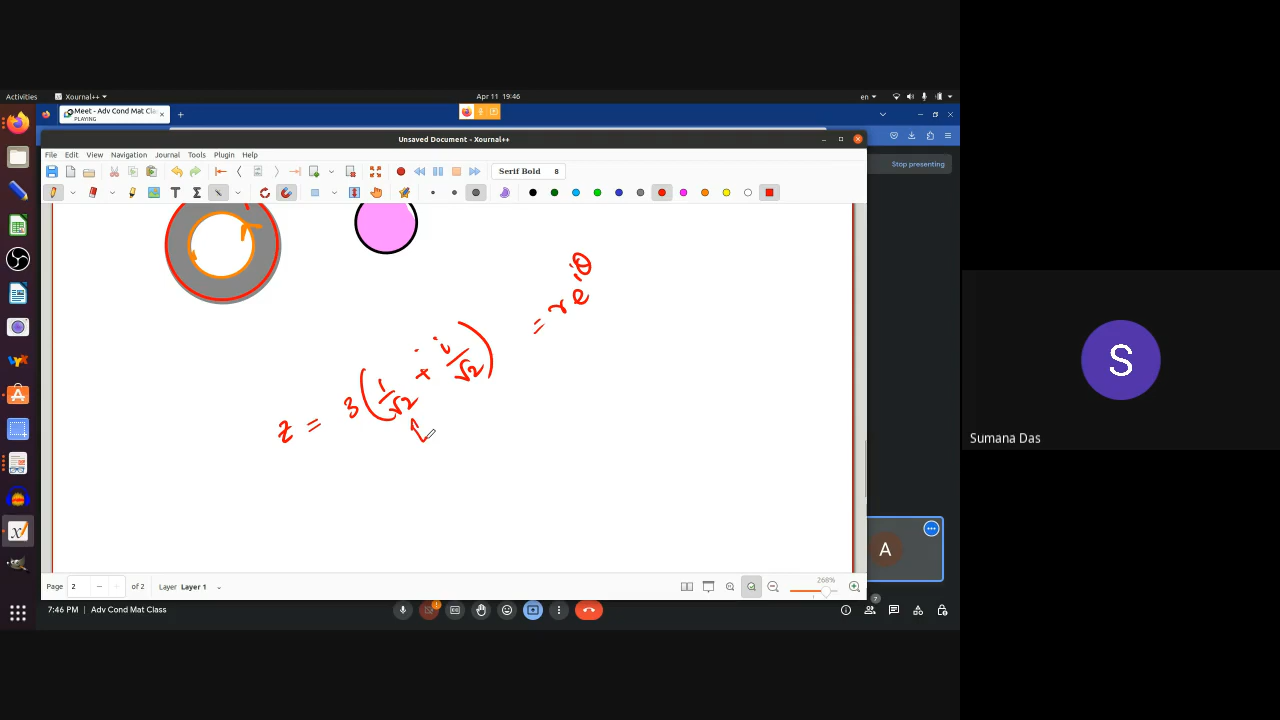 Activities Xournal++ Apr 11 19:46 en
Meet - Adv Cond Mat Clas
PLAYING
Unsaved Document - Xournal++
File Edit View Navigation Journal Tools Plugin Help
Stop presenting
Serif Bold 8
z = 3 (1/√2 + i/√2) = r e^{iθ}
S
Sumana Das
A
Page 2 of 2 Layer Layer 1 268%
7:46 PM Adv Cond Mat Class
7